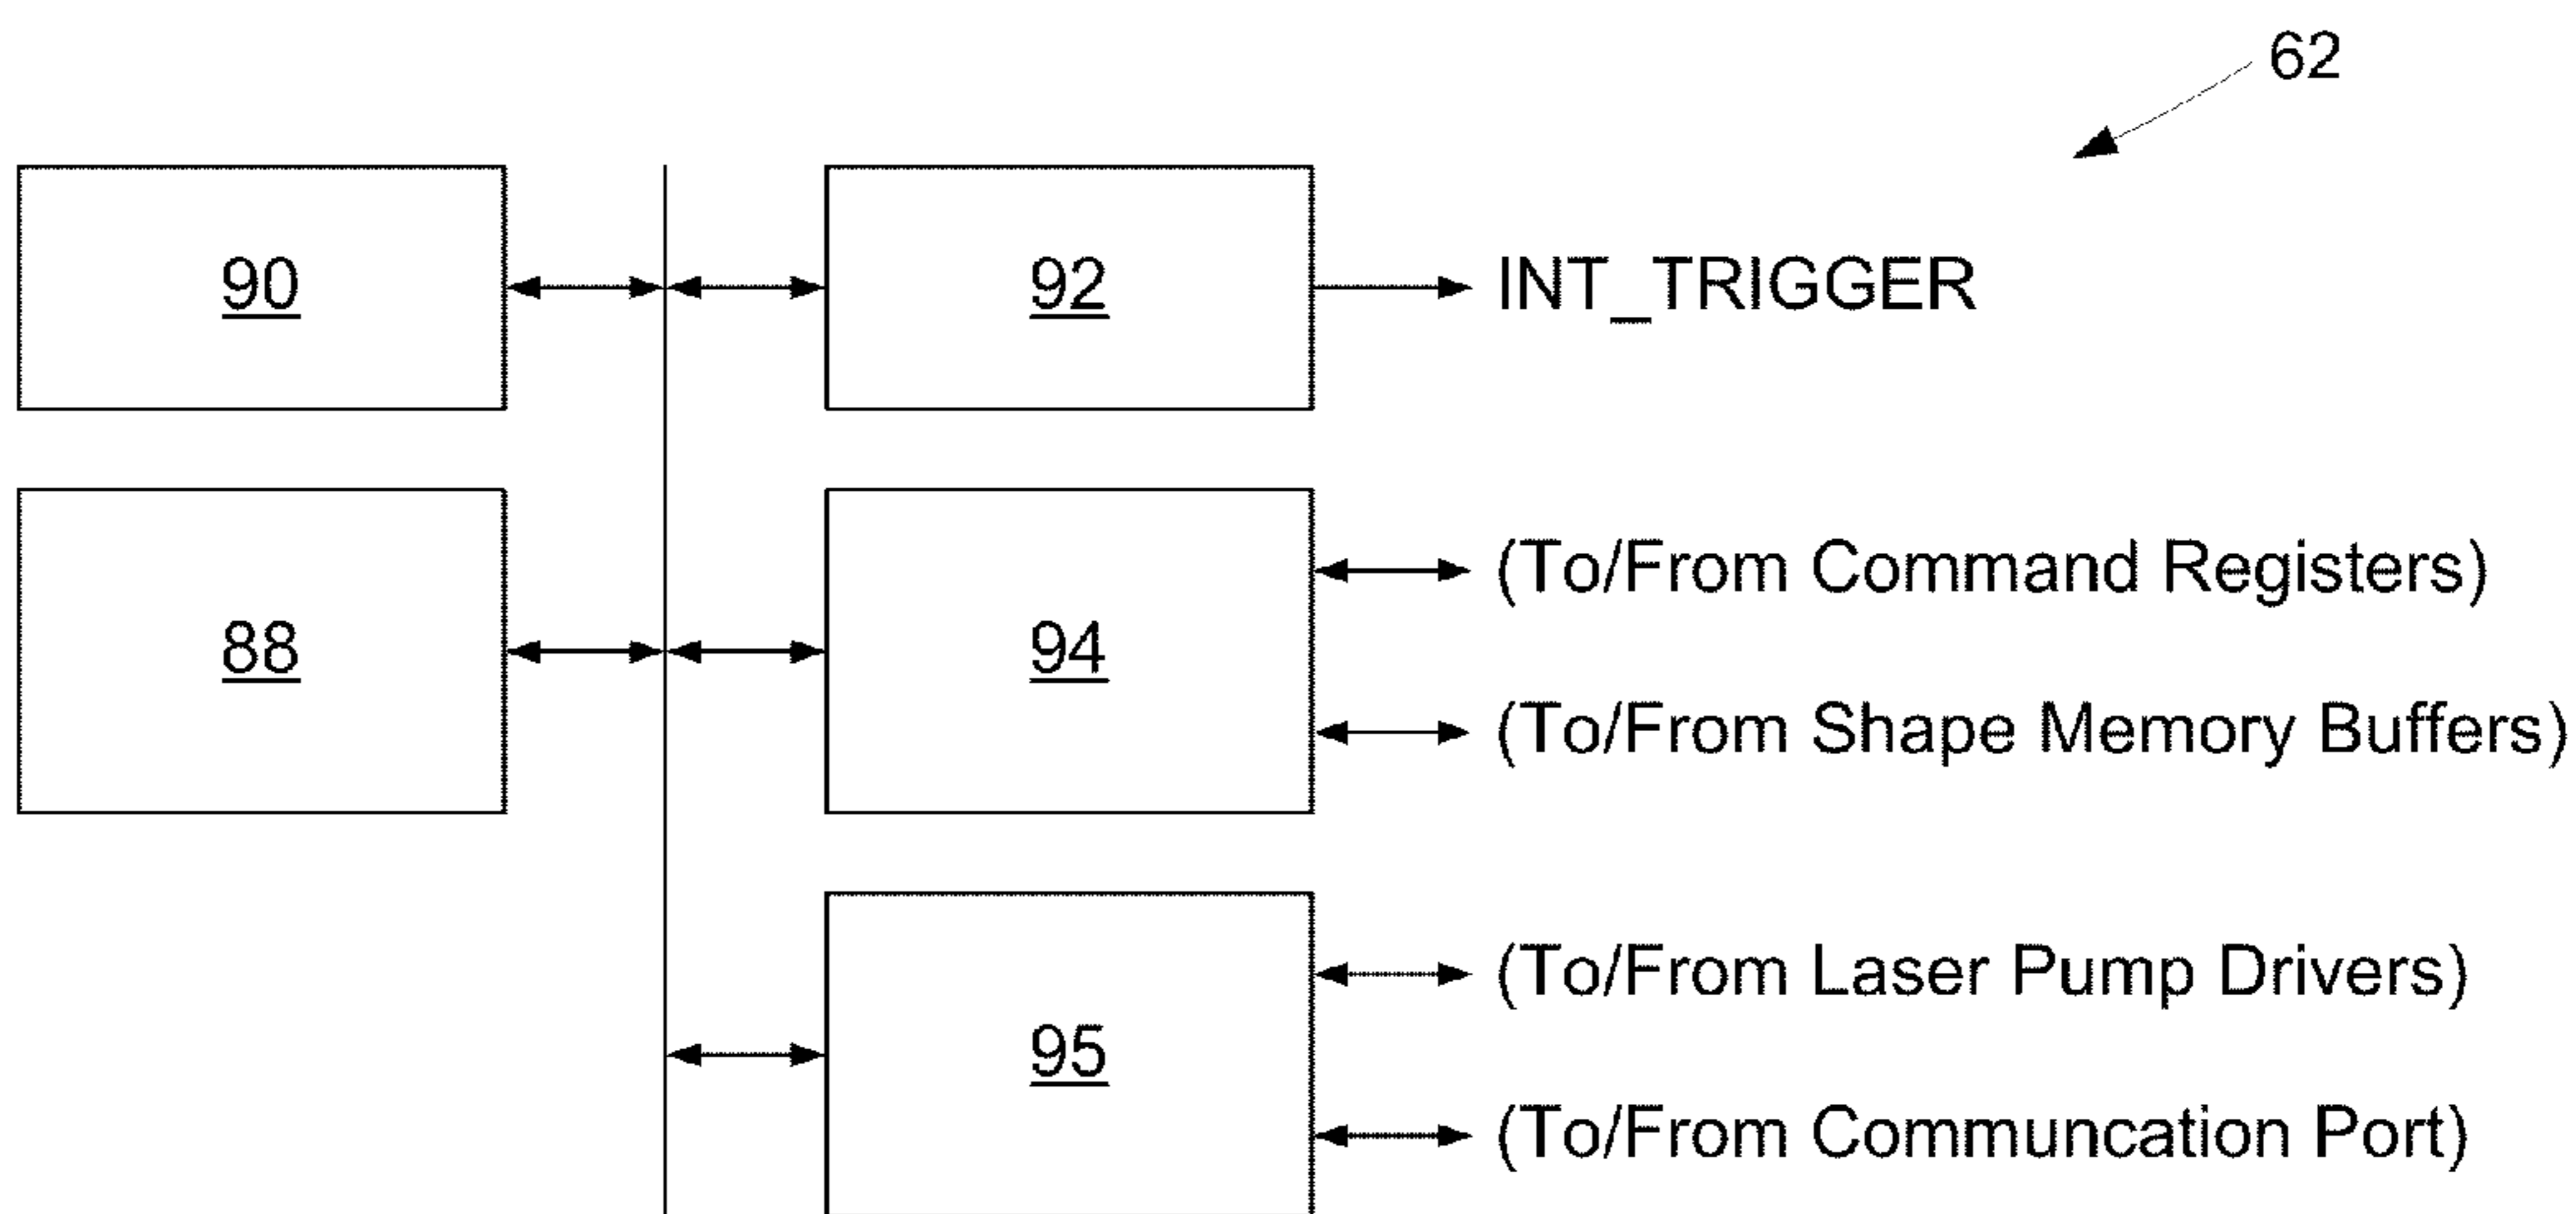 62
90
92
INT_TRIGGER
(To/From Command Registers)
88
94
(To/From Shape Memory Buffers)
(To/From Laser Pump Drivers)
95
(To/From Communcation Port)